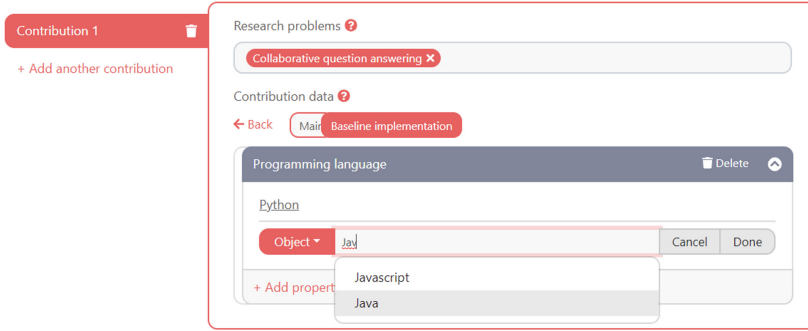 Contribution 1
+ Add another contribution
Research problems ?
Collaborative question answering ×
Contribution data ?
← Back Main Baseline implementation
Programming language Delete
Python
Object Jav Cancel Done
Javascript
+ Add propert
Java